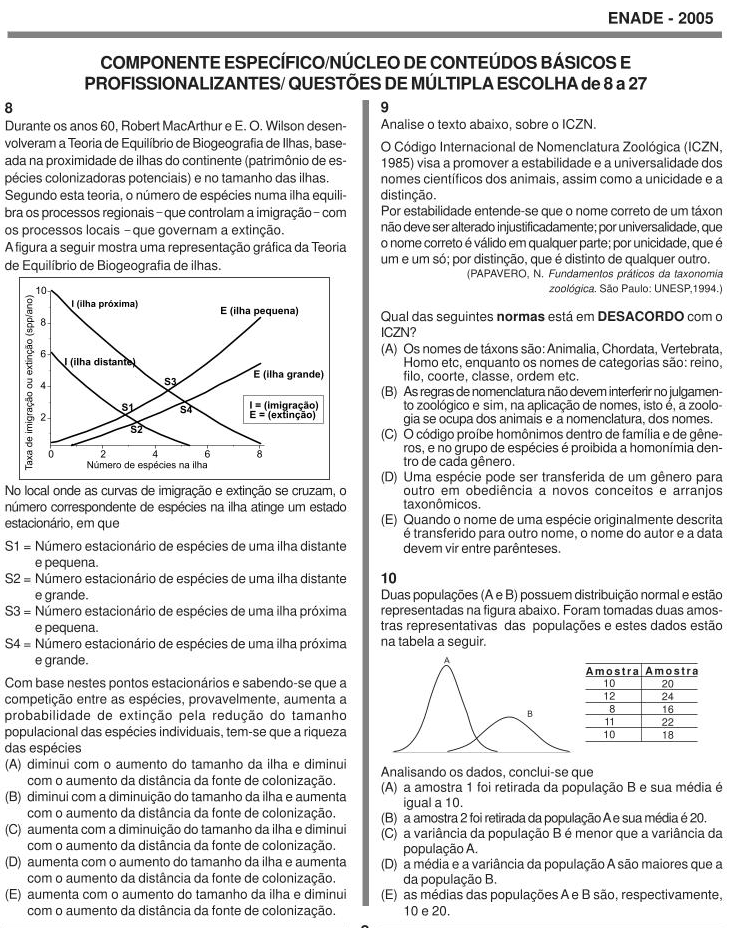 ENADE - 2005
COMPONENTE ESPECÍFICO/NÚCLEO DE CONTEÚDOS BÁSICOS E
PROFISSIONALIZANTES/ QUESTÕES DE MÚLTIPLA ESCOLHA de 8 a 27
8
Durante os anos 60, Robert MacArthur e E. O. Wilson desen-
volveram a Teoria de Equilíbrio de Biogeografia de Ilhas, base-
ada na proximidade de ilhas do continente (patrimônio de es-
pécies colonizadoras potenciais) e no tamanho das ilhas.
Segundo esta teoria, o número de espécies numa ilha equili-
bra os processos regionais – que controlam a imigração – com
os processos locais – que governam a extinção.
A figura a seguir mostra uma representação gráfica da Teoria
de Equilíbrio de Biogeografia de ilhas.
Taxa de imigração ou extinção (spp/ano)
10
8
6
4
2
I (ilha próxima)
E (ilha pequena)
I (ilha distante)
E (ilha grande)
S3
S1
S4
S2
I = (imigração)
E = (extinção)
0 2 4 6 8
Número de espécies na ilha
No local onde as curvas de imigração e extinção se cruzam, o
número correspondente de espécies na ilha atinge um estado
estacionário, em que
S1 = Número estacionário de espécies de uma ilha distante
e pequena.
S2 = Número estacionário de espécies de uma ilha distante
e grande.
S3 = Número estacionário de espécies de uma ilha próxima
e pequena.
S4 = Número estacionário de espécies de uma ilha próxima
e grande.
Com base nestes pontos estacionários e sabendo-se que a
competição entre as espécies, provavelmente, aumenta a
probabilidade de extinção pela redução do tamanho
populacional das espécies individuais, tem-se que a riqueza
das espécies
(A) diminui com o aumento do tamanho da ilha e diminui
com o aumento da distância da fonte de colonização.
(B) diminui com a diminuição do tamanho da ilha e aumenta
com o aumento da distância da fonte de colonização.
(C) aumenta com a diminuição do tamanho da ilha e diminui
com o aumento da distância da fonte de colonização.
(D) aumenta com o aumento do tamanho da ilha e aumenta
com o aumento da distância da fonte de colonização.
(E) aumenta com o aumento do tamanho da ilha e diminui
com o aumento da distância da fonte de colonização.
9
Analise o texto abaixo, sobre o ICZN.
O Código Internacional de Nomenclatura Zoológica (ICZN,
1985) visa a promover a estabilidade e a universalidade dos
nomes científicos dos animais, assim como a unicidade e a
distinção.
Por estabilidade entende-se que o nome correto de um táxon
não deve ser alterado injustificadamente; por universalidade, que
o nome correto é válido em qualquer parte; por unicidade, que é
um e um só; por distinção, que é distinto de qualquer outro.
(PAPAVERO, N. Fundamentos práticos da taxonomia
zoológica. São Paulo: UNESP,1994.)
Qual das seguintes normas está em DESACORDO com o
ICZN?
(A) Os nomes de táxons são: Animalia, Chordata, Vertebrata,
Homo etc, enquanto os nomes de categorias são: reino,
filo, coorte, classe, ordem etc.
(B) As regras de nomenclatura não devem interferir no julgamen-
to zoológico e sim, na aplicação de nomes, isto é, a zoolo-
gia se ocupa dos animais e a nomenclatura, dos nomes.
(C) O código proíbe homônimos dentro de família e de gêne-
ros, e no grupo de espécies é proibida a homonímia den-
tro de cada gênero.
(D) Uma espécie pode ser transferida de um gênero para
outro em obediência a novos conceitos e arranjos
taxonômicos.
(E) Quando o nome de uma espécie originalmente descrita
é transferido para outro nome, o nome do autor e a data
devem vir entre parênteses.
10
Duas populações (A e B) possuem distribuição normal e estão
representadas na figura abaixo. Foram tomadas duas amos-
tras representativas das populações e estes dados estão
na tabela a seguir.
A
B
Amostra Amostra
10 20
12 24
8 16
11 22
10 18
Analisando os dados, conclui-se que
(A) a amostra 1 foi retirada da população B e sua média é
igual a 10.
(B) a amostra 2 foi retirada da população A e sua média é 20.
(C) a variância da população B é menor que a variância da
população A.
(D) a média e a variância da população A são maiores que a
da população B.
(E) as médias das populações A e B são, respectivamente,
10 e 20.